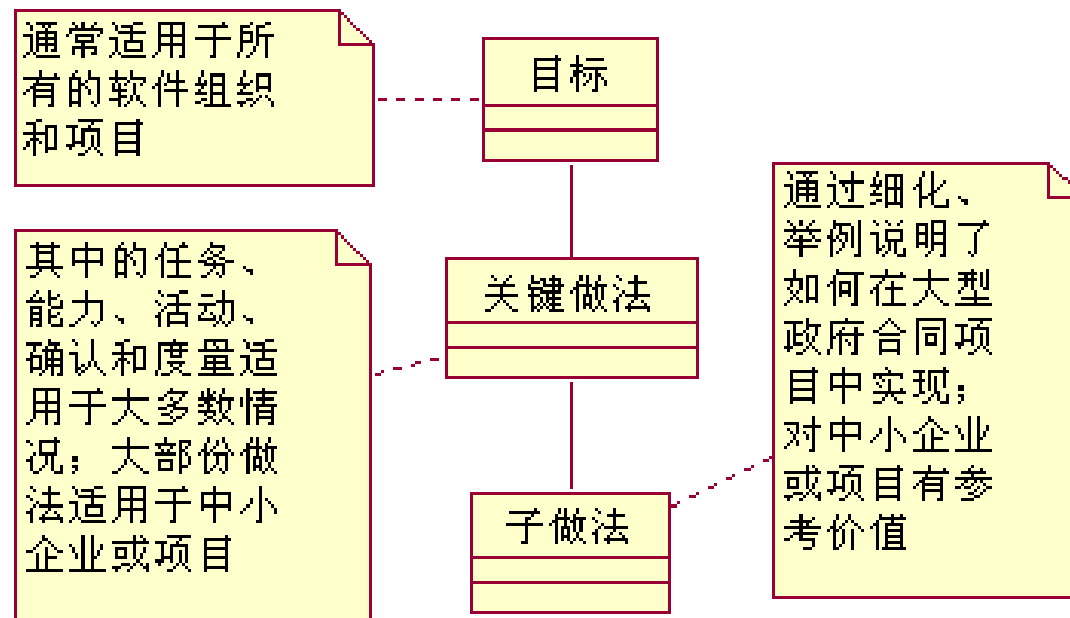 通常适用于所
有的软件组织
和项目
目标
其中的任务、
能力、活动、
确认和度量适
用于大多数情
况；大部份做
法适用于中小
企业或项目
关键做法
子做法
通过细化、
举例说明了
如何在大型
政府合同项
目中实现；
对中小企业
或项目有参
考价值